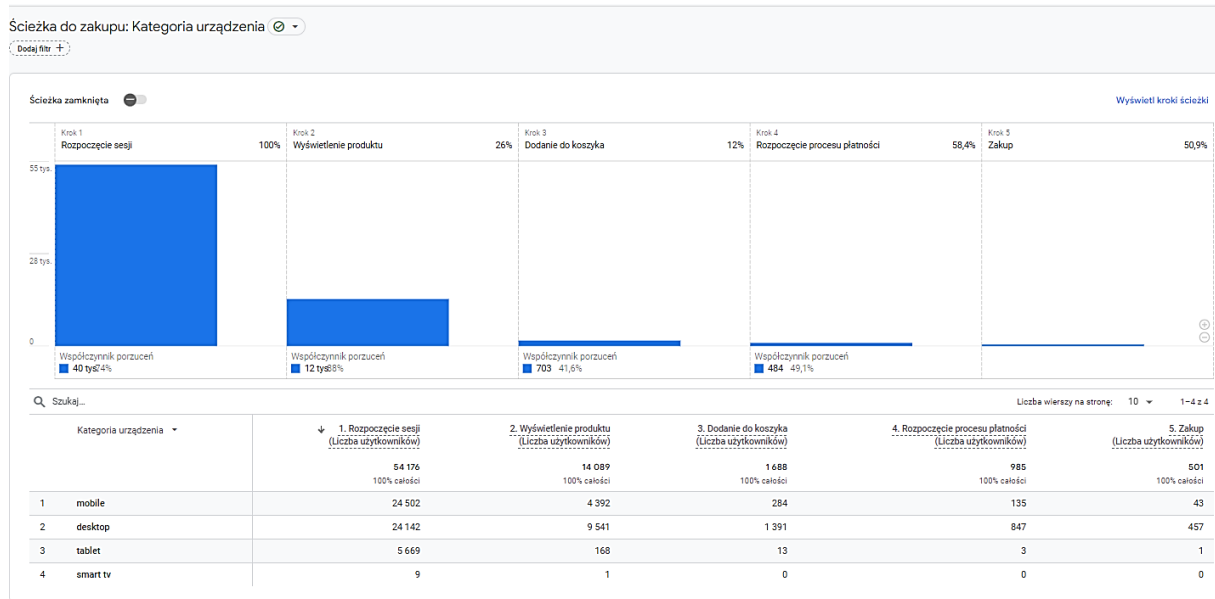 Ścieżka do zakupu: Kategoria urządzenia
Dodaj filtr +
Ścieżka zamknięta
Wyświetl kroki ścieżki
Krok 1
Rozpoczęcie sesji 100%
Krok 2
Wyświetlenie produktu 26%
Krok 3
Dodanie do koszyka 12%
Krok 4
Rozpoczęcie procesu płatności 58,4%
Krok 5
Zakup 50,9%
55 tys.
28 tys.
0
Współczynnik porzuceń
40 tys74%
Współczynnik porzuceń
12 tys88%
Współczynnik porzuceń
703 41,6%
Współczynnik porzuceń
484 49,1%
Szukaj...
Liczba wierszy na stronę: 10 1–4 z 4
Kategoria urządzenia
1. Rozpoczęcie sesji
(Liczba użytkowników)
2. Wyświetlenie produktu
(Liczba użytkowników)
3. Dodanie do koszyka
(Liczba użytkowników)
4. Rozpoczęcie procesu płatności
(Liczba użytkowników)
5. Zakup
(Liczba użytkowników)
54 176 14 089 1 688 985 501
100% całości 100% całości 100% całości 100% całości 100% całości
1 mobile 24 502 4 392 284 135 43
2 desktop 24 142 9 541 1 391 847 457
3 tablet 5 669 168 13 3 1
4 smart tv 9 1 0 0 0